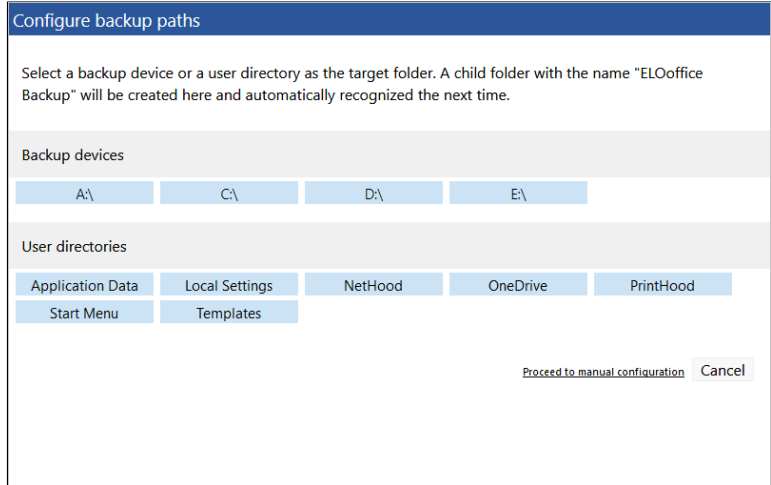 Configure backup paths
Select a backup device or a user directory as the target folder. A child folder with the name "ELOoffice
Backup" will be created here and automatically recognized the next time.
Backup devices
A:\ C:\ D:\ E:\
User directories
Application Data Local Settings NetHood OneDrive PrintHood
Start Menu Templates
Proceed to manual configuration Cancel